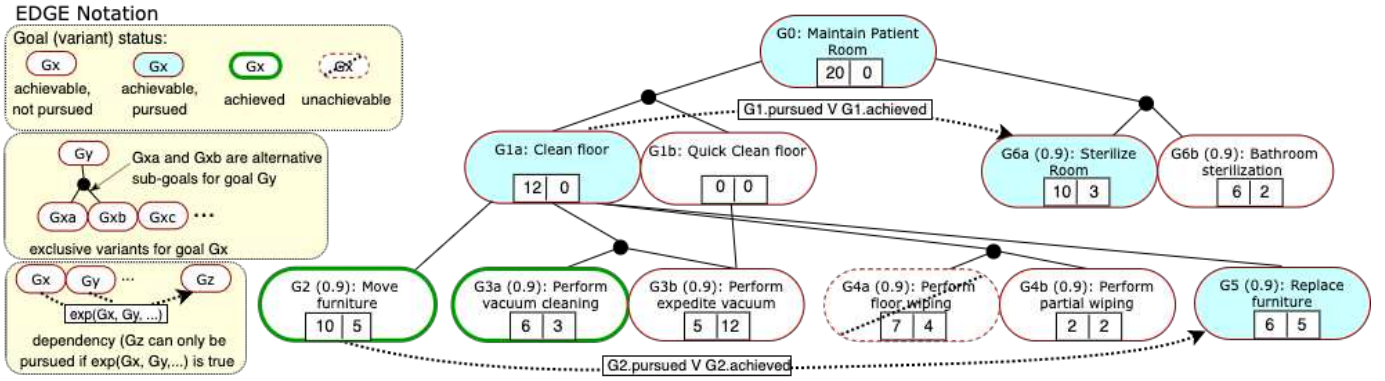 EDGE Notation
Goal (variant) status:
Gx
Gx
Gx
Gx
achievable,
not pursued
achievable,
pursued
achieved
unachievable
Gy
Gxa and Gxb are alternative
sub-goals for goal Gy
Gxa
Gxb
Gxc
...
exclusive variants for goal Gx
Gx
Gy
...
Gz
exp(Gx, Gy, ...)
dependency (Gz can only be
pursued if exp(Gx, Gy,...) is true
G0: Maintain Patient
Room
20 0
G1.pursued V G1.achieved
G1a: Clean floor
12 0
G1b: Quick Clean floor
0 0
G6a (0.9): Sterilize
Room
10 3
G6b (0.9): Bathroom
sterilization
6 2
G2 (0.9): Move
furniture
10 5
G3a (0.9): Perform
vacuum cleaning
6 3
G3b (0.9): Perform
expedite vacuum
5 12
G4a (0.9): Perform
floor wiping
7 4
G4b (0.9): Perform
partial wiping
2 2
G5 (0.9): Replace
furniture
6 5
G2.pursued V G2.achieved